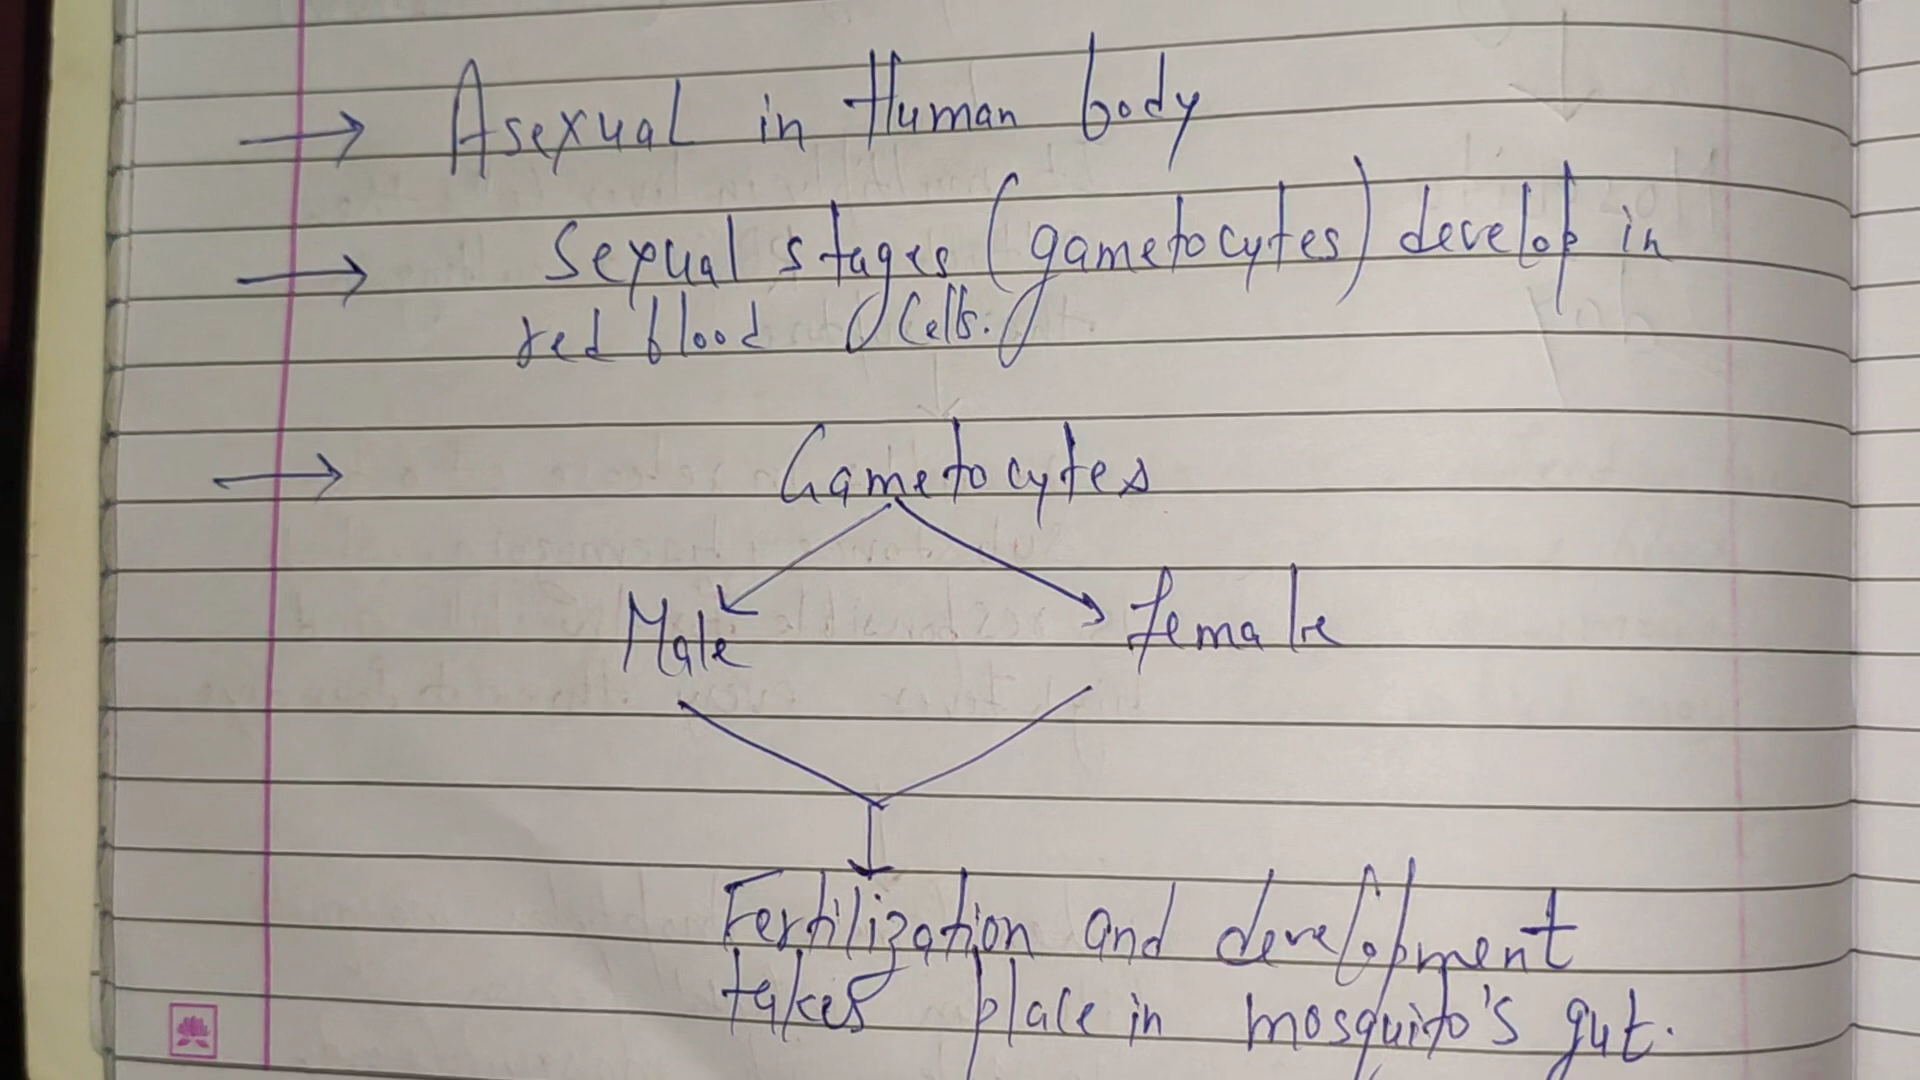 → Asexual in Human body
→ Sexual stages (gametocytes) develop in
red blood cells.
→ Gametocytes
Male female
Fertilization and development
takes place in mosquito's gut.